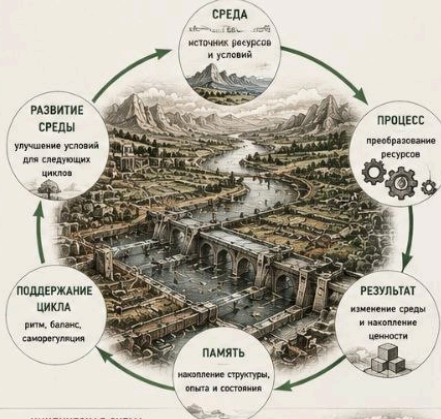 СРЕДА
источник ресурсов
и условий
ПРОЦЕСС
преобразование
ресурсов
РЕЗУЛЬТАТ
изменение среды
и накопление
ценности
ПАМЯТЬ
накопление структуры,
опыта и состояния
ПОДДЕРЖАНИЕ
ЦИКЛА
ритм, баланс,
саморегуляция
РАЗВИТИЕ
СРЕДЫ
улучшение условий
для следующих
циклов